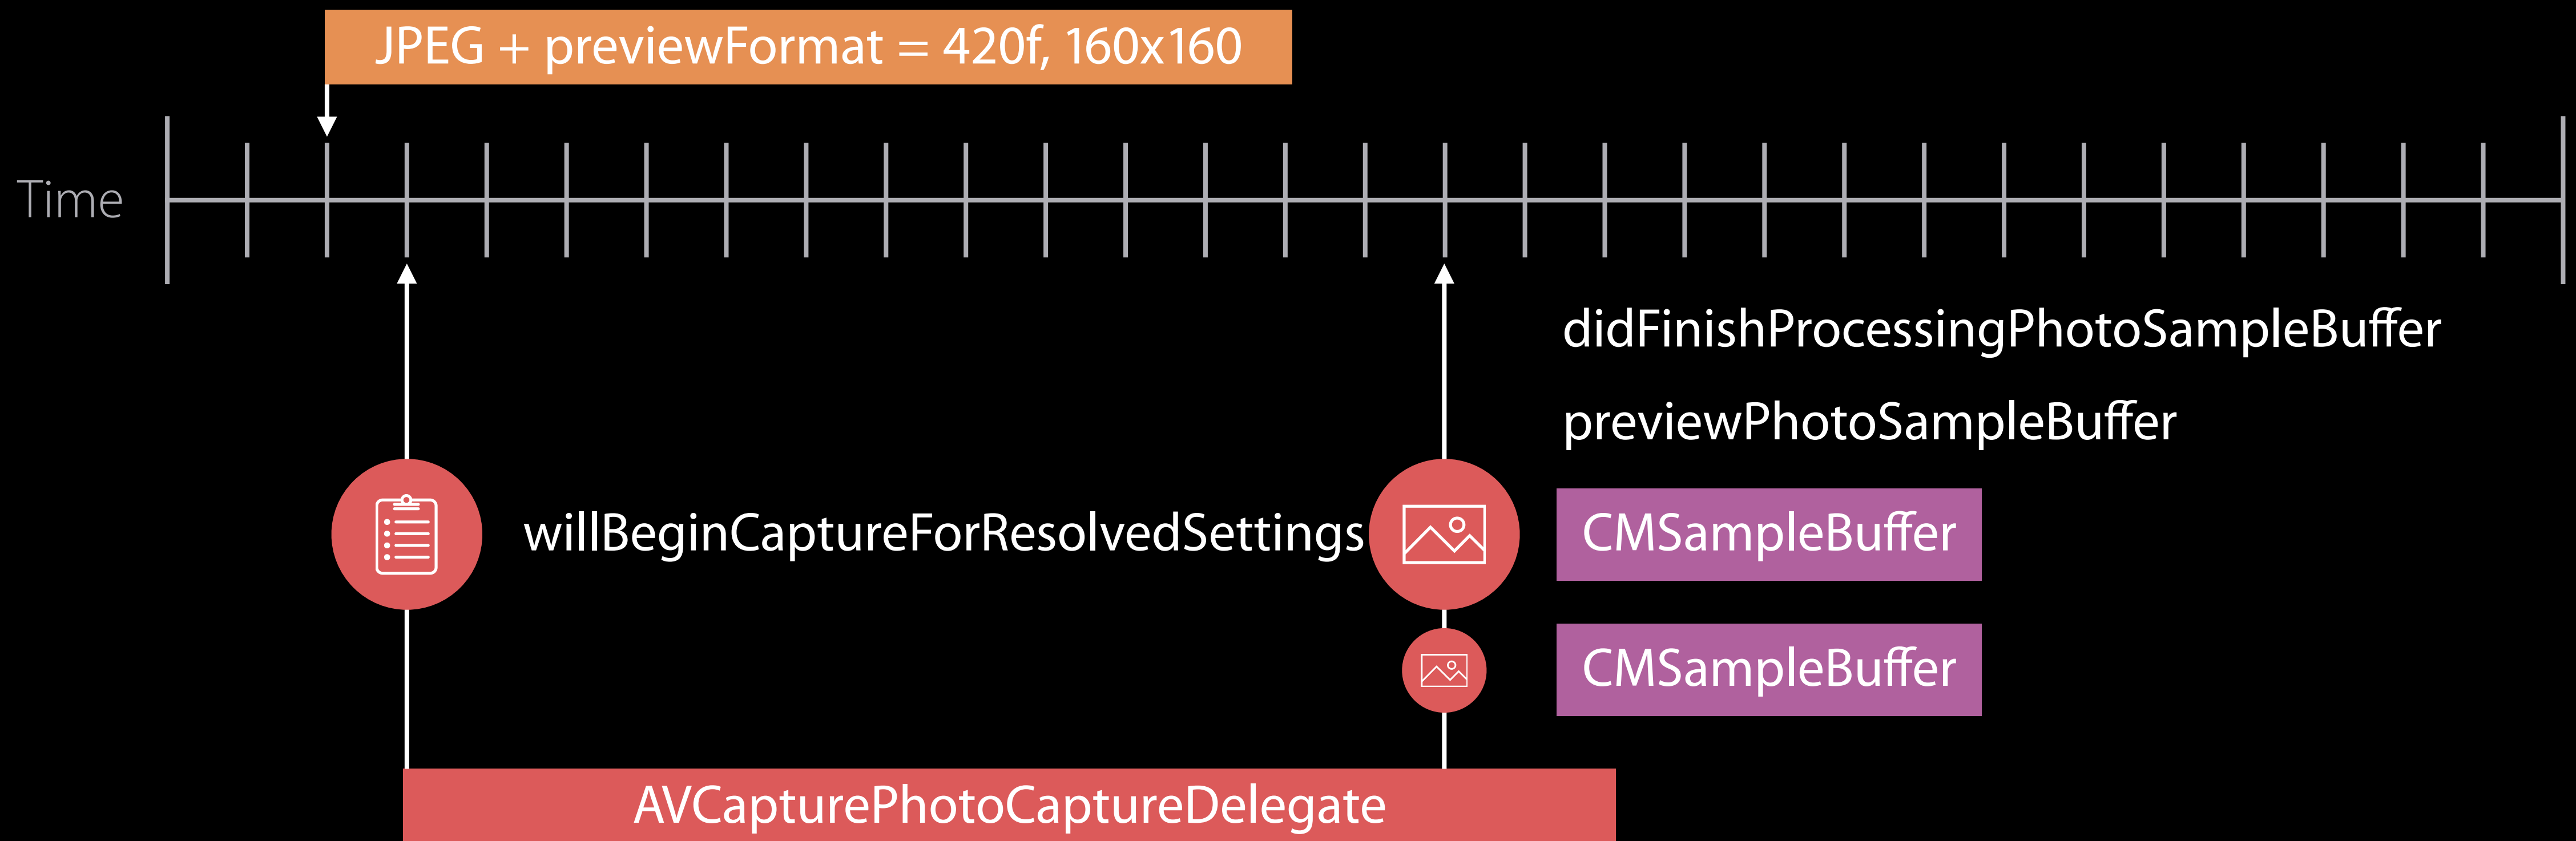 JPEG + previewFormat = 420f, 160x160
Time
didFinishProcessingPhotoSampleBuffer
previewPhotoSampleBuffer
willBeginCaptureForResolvedSettings
CMSampleBuffer
CMSampleBuffer
AVCapturePhotoCaptureDelegate